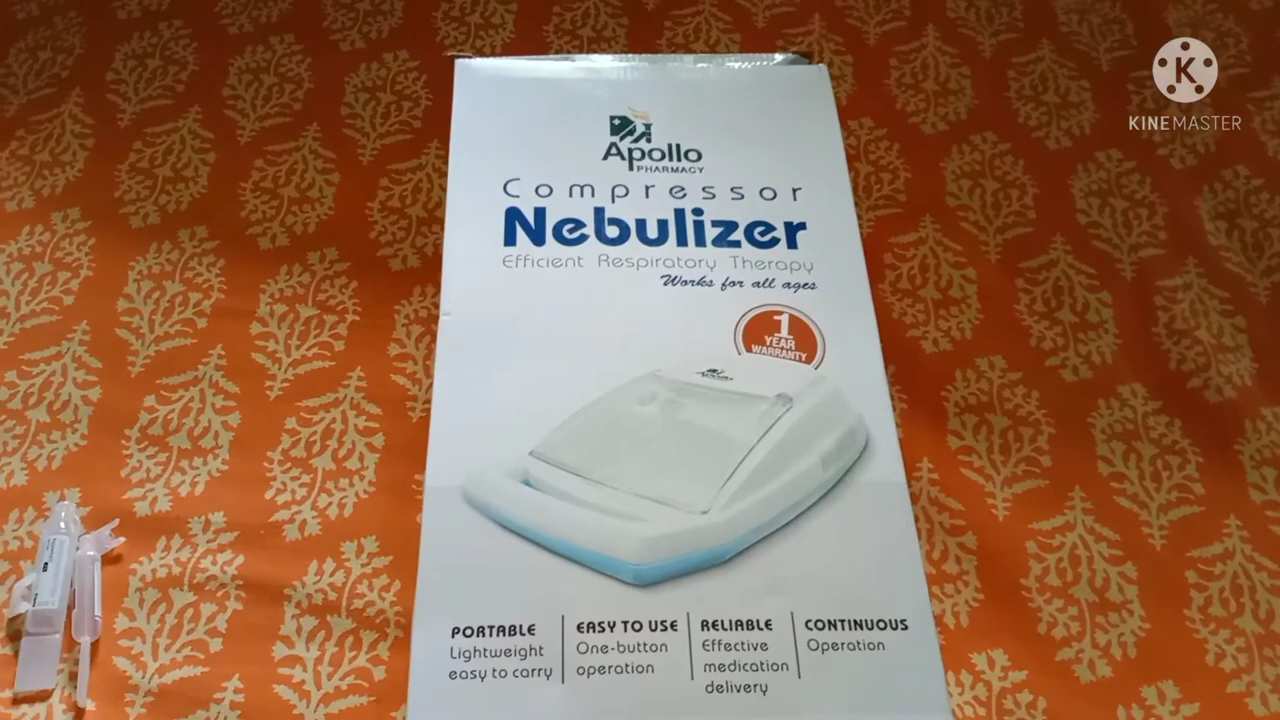 KINEMASTER
Apollo
PHARMACY
Compressor
Nebulizer
Efficient Respiratory Therapy
Works for all ages
1
YEAR
WARRANTY
Apollo
PORTABLE
Lightweight
easy to carry
EASY TO USE
One-button
operation
RELIABLE
Effective
medication
delivery
CONTINUOUS
Operation